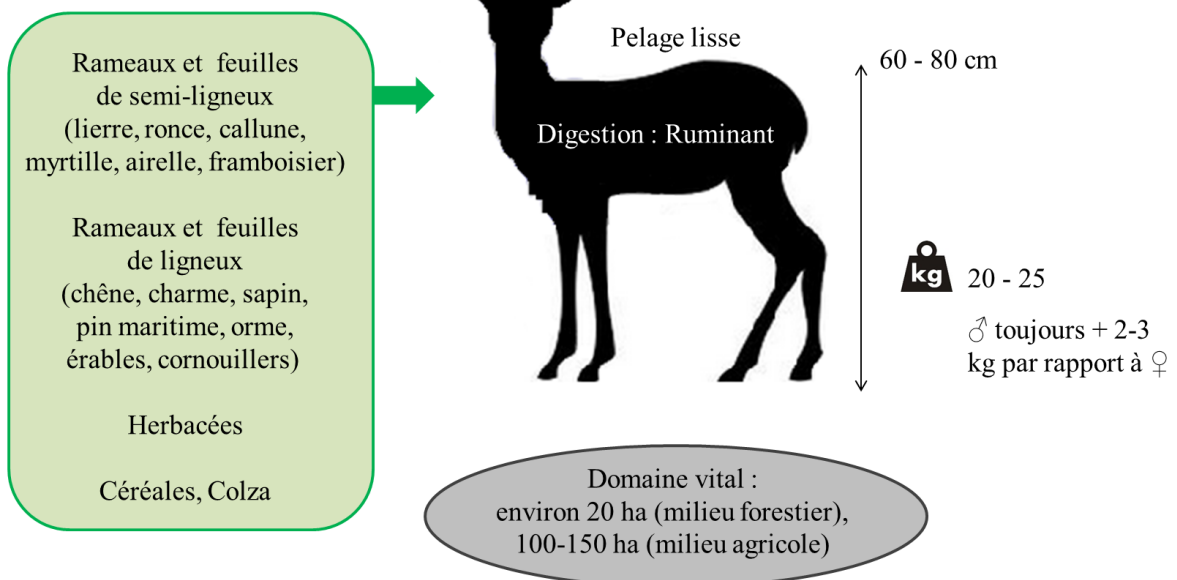 Rameaux et feuilles
de semi-ligneux
(lierre, ronce, callune,
myrtille, airelle, framboisier)
Rameaux et feuilles
de ligneux
(chêne, charme, sapin,
pin maritime, orme,
érables, cornouillers)
Herbacées
Céréales, Colza
Pelage lisse
Digestion : Ruminant
60 - 80 cm
kg
20 - 25
♂ toujours + 2-3
kg par rapport à ♀
Domaine vital :
environ 20 ha (milieu forestier),
100-150 ha (milieu agricole)